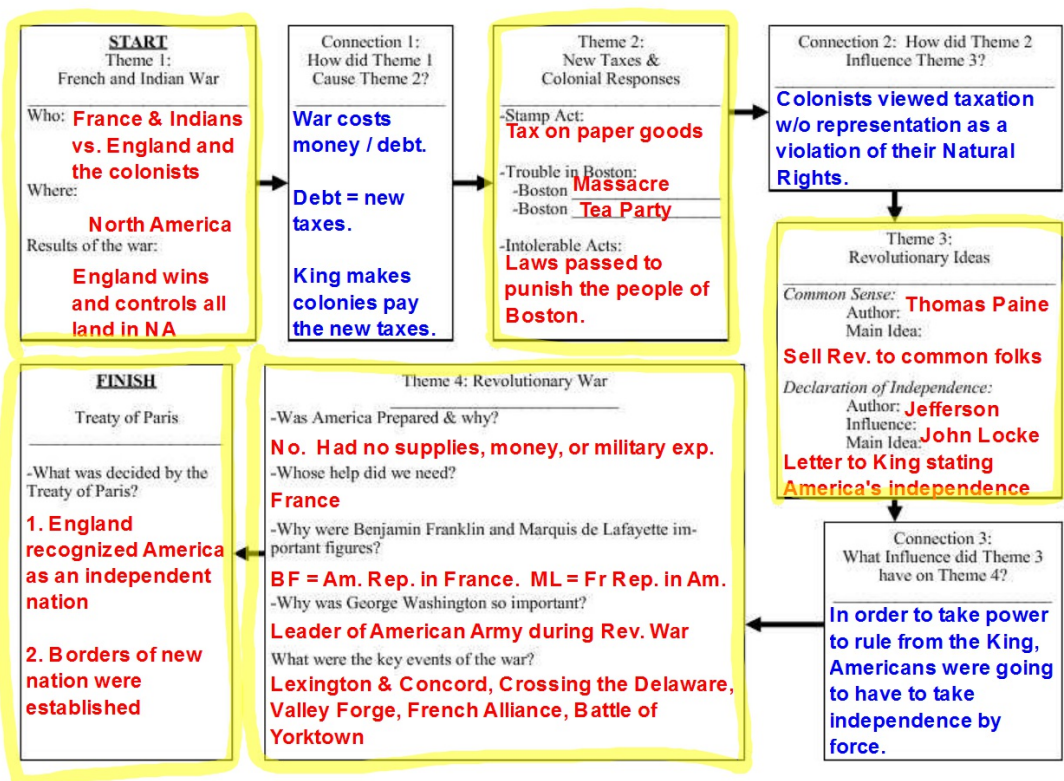 START
Theme 1:
French and Indian War
Who: France & Indians
vs. England and
the colonists
Where:
North America
Results of the war:
England wins
and controls all
land in NA
Connection 1:
How did Theme 1
Cause Theme 2?
War costs
money / debt.
Debt = new
taxes.
King makes
colonies pay
the new taxes.
Theme 2:
New Taxes &
Colonial Responses
-Stamp Act:
Tax on paper goods
-Trouble in Boston:
-Boston Massacre
-Boston Tea Party
-Intolerable Acts:
Laws passed to
punish the people of
Boston.
Connection 2: How did Theme 2
Influence Theme 3?
Colonists viewed taxation
w/o representation as a
violation of their Natural
Rights.
Theme 3:
Revolutionary Ideas
Common Sense:
Author: Thomas Paine
Main Idea:
Sell Rev. to common folks
Declaration of Independence:
Author: Jefferson
Influence:
Main Idea: John Locke
Letter to King stating
America's independence
Connection 3:
What Influence did Theme 3
have on Theme 4?
In order to take power
to rule from the King,
Americans were going
to have to take
independence by
force.
Theme 4: Revolutionary War
-Was America Prepared & why?
No. Had no supplies, money, or military exp.
-Whose help did we need?
France
-Why were Benjamin Franklin and Marquis de Lafayette im-
portant figures?
BF = Am. Rep. in France. ML = Fr Rep. in Am.
-Why was George Washington so important?
Leader of American Army during Rev. War
What were the key events of the war?
Lexington & Concord, Crossing the Delaware,
Valley Forge, French Alliance, Battle of
Yorktown
FINISH
Treaty of Paris
-What was decided by the
Treaty of Paris?
1. England
recognized America
as an independent
nation
2. Borders of new
nation were
established